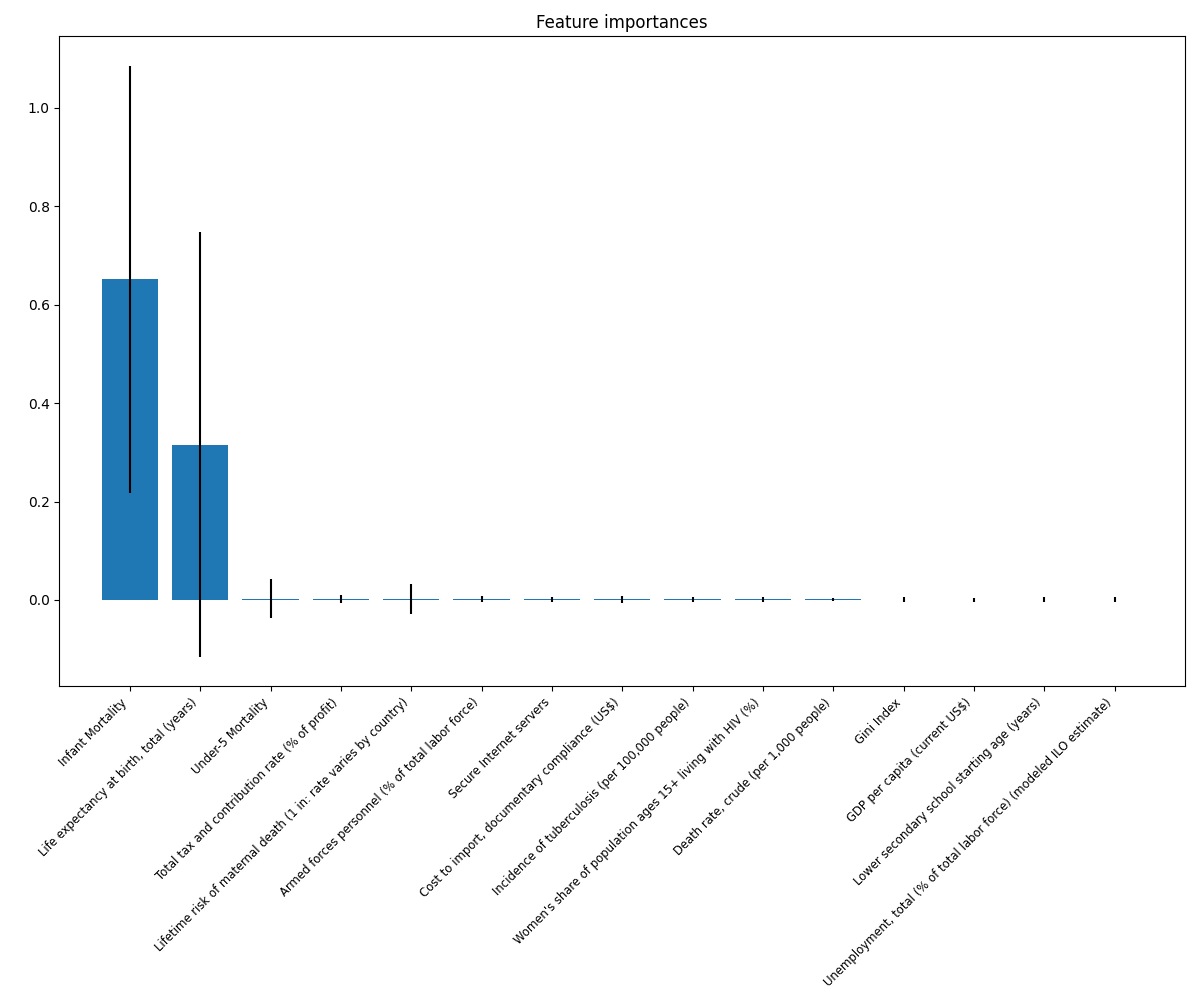 Feature importances
1.0
0.8
0.6
0.4
0.2
0.0
Infant Mortality
Life expectancy at birth, total (years)
Under-5 Mortality
Total tax and contribution rate (% of profit)
Lifetime risk of maternal death (1 in: rate varies by country)
Armed forces personnel (% of total labor force)
Secure Internet servers
Cost to import, documentary compliance (US$)
Incidence of tuberculosis (per 100,000 people)
Women's share of population ages 15+ living with HIV (%)
Death rate, crude (per 1,000 people)
Gini Index
GDP per capita (current US$)
Lower secondary school starting age (years)
Unemployment, total (% of total labor force) (modeled ILO estimate)